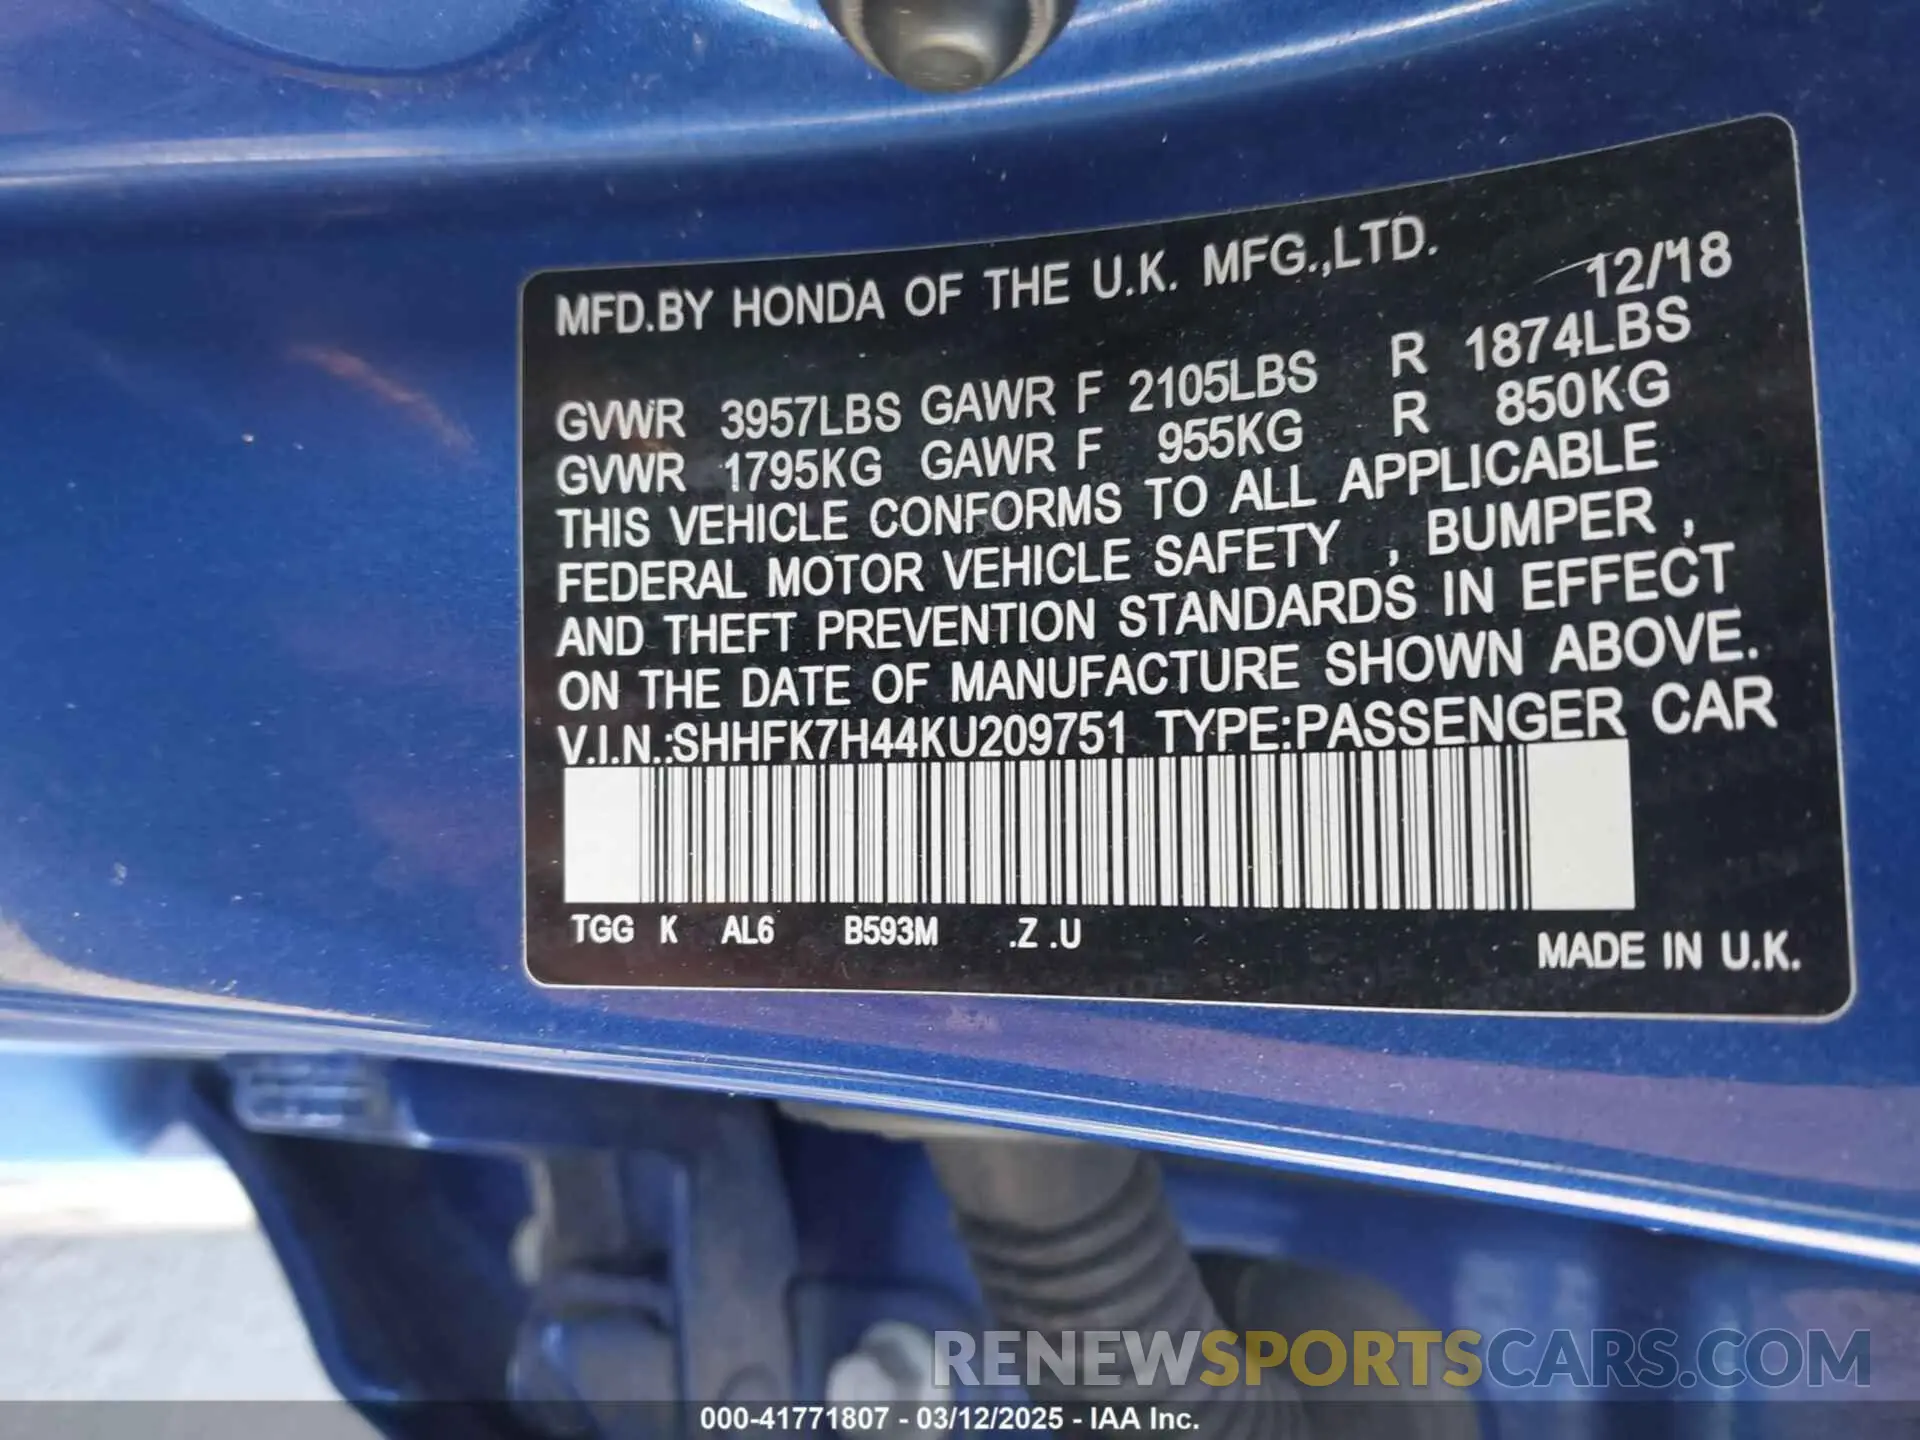 MFD.BY HONDA OF THE U.K. MFG.,LTD.
12/18
GVWR 3957LBS GAWR F 2105LBS R 1874LBS
GVWR 1795KG GAWR F 955KG R 850KG
THIS VEHICLE CONFORMS TO ALL APPLICABLE
FEDERAL MOTOR VEHICLE SAFETY , BUMPER ,
AND THEFT PREVENTION STANDARDS IN EFFECT
ON THE DATE OF MANUFACTURE SHOWN ABOVE.
V.I.N.:SHHFK7H44KU209751 TYPE:PASSENGER CAR
TGG K AL6 B593M .Z .U
MADE IN U.K.
RENEWSPORTSCARS.COM
000-41771807 - 03/12/2025 - IAA Inc.